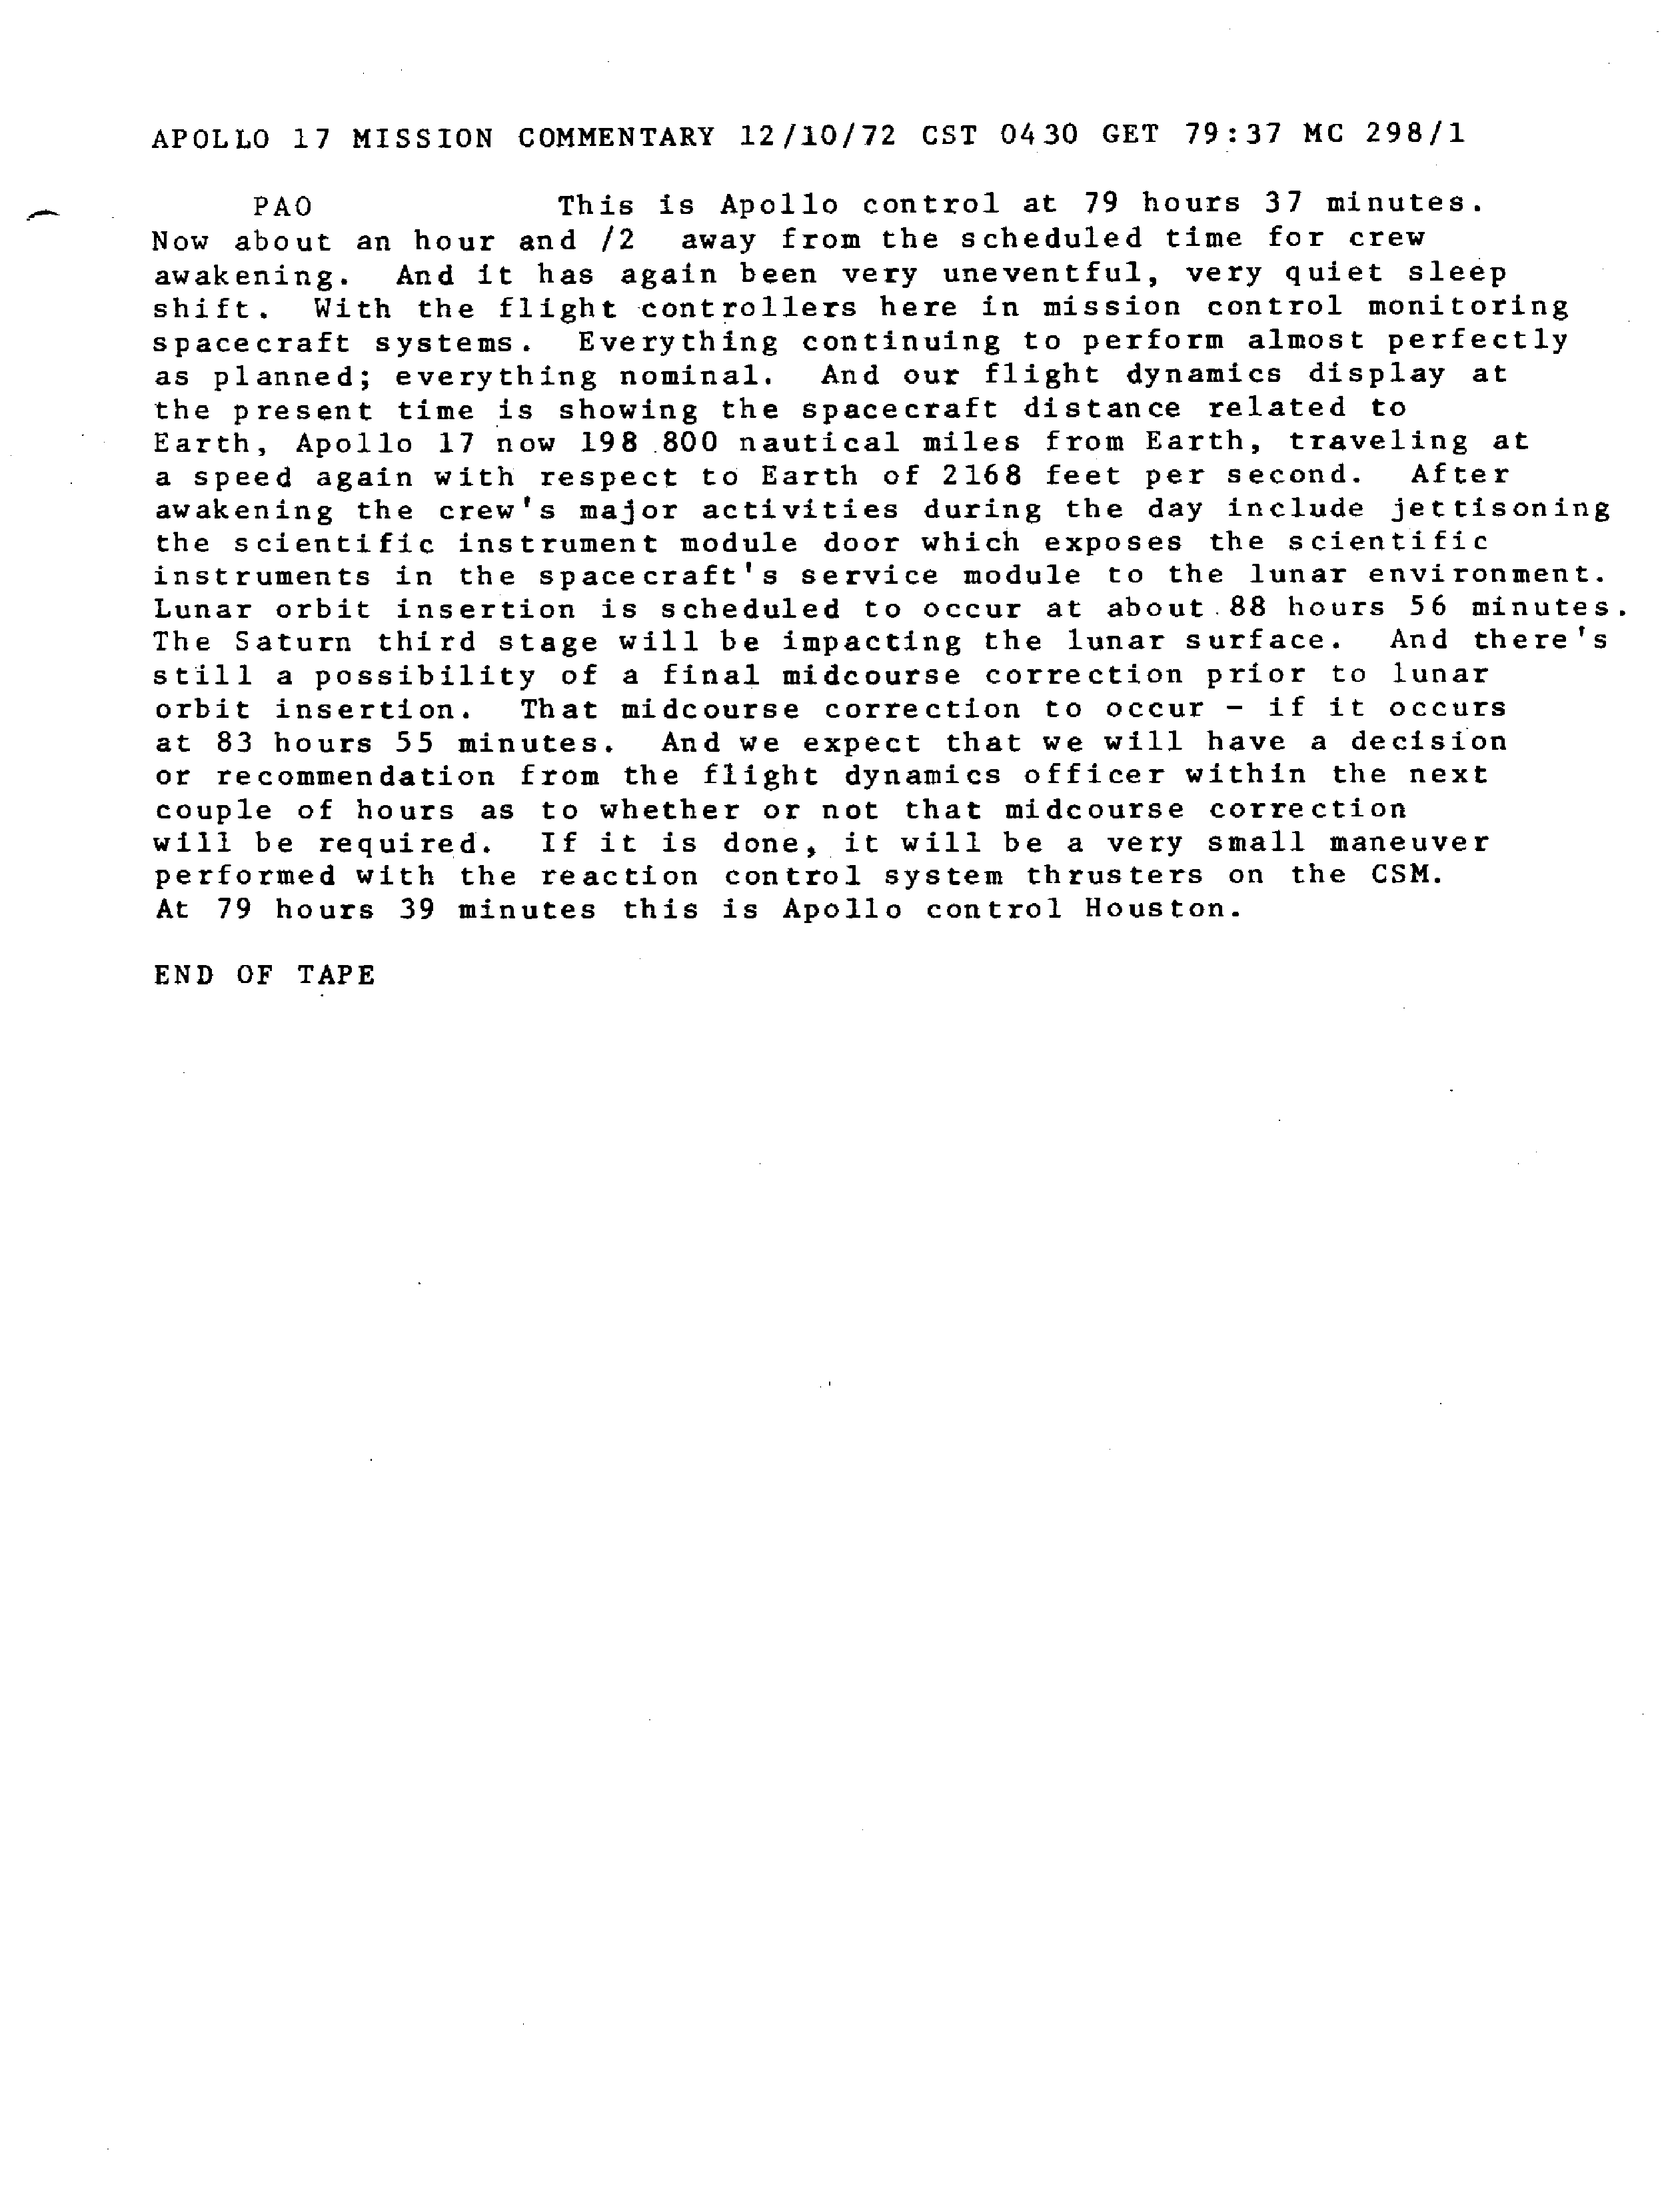 APOLLO 17 MISSION COMMENTARY 12/10/72 CST 0430 GET 79:37 MC 298/1
PAO This is Apollo control at 79 hours 37 minutes.
Now about an hour and /2 away from the scheduled time for crew
awakening. And it has again been very uneventful, very quiet sleep
shift. With the flight controllers here in mission control monitoring
spacecraft systems. Everything continuing to perform almost perfectly
as planned; everything nominal. And our flight dynamics display at
the present time is showing the spacecraft distance related to
Earth, Apollo 17 now 198 800 nautical miles from Earth, traveling at
a speed again with respect to Earth of 2168 feet per second. After
awakening the crew's major activities during the day include jettisoning
the scientific instrument module door which exposes the scientific
instruments in the spacecraft's service module to the lunar environment.
Lunar orbit insertion is scheduled to occur at about 88 hours 56 minutes.
The Saturn third stage will be impacting the lunar surface. And there's
still a possibility of a final midcourse correction prior to lunar
orbit insertion. That midcourse correction to occur - if it occurs
at 83 hours 55 minutes. And we expect that we will have a decision
or recommendation from the flight dynamics officer within the next
couple of hours as to whether or not that midcourse correction
will be required. If it is done, it will be a very small maneuver
performed with the reaction control system thrusters on the CSM.
At 79 hours 39 minutes this is Apollo control Houston.
END OF TAPE